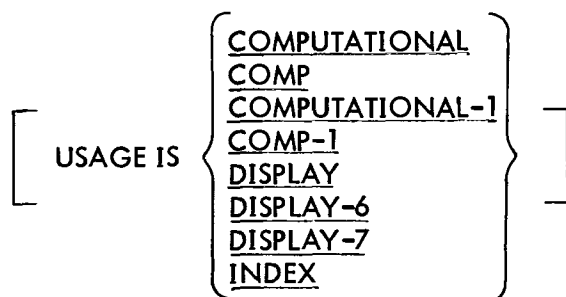 COMPUTATIONAL
COMP
COMPUTATIONAL-1
USAGE IS COMP-1
DISPLAY
DISPLAY-6
DISPLAY-7
INDEX